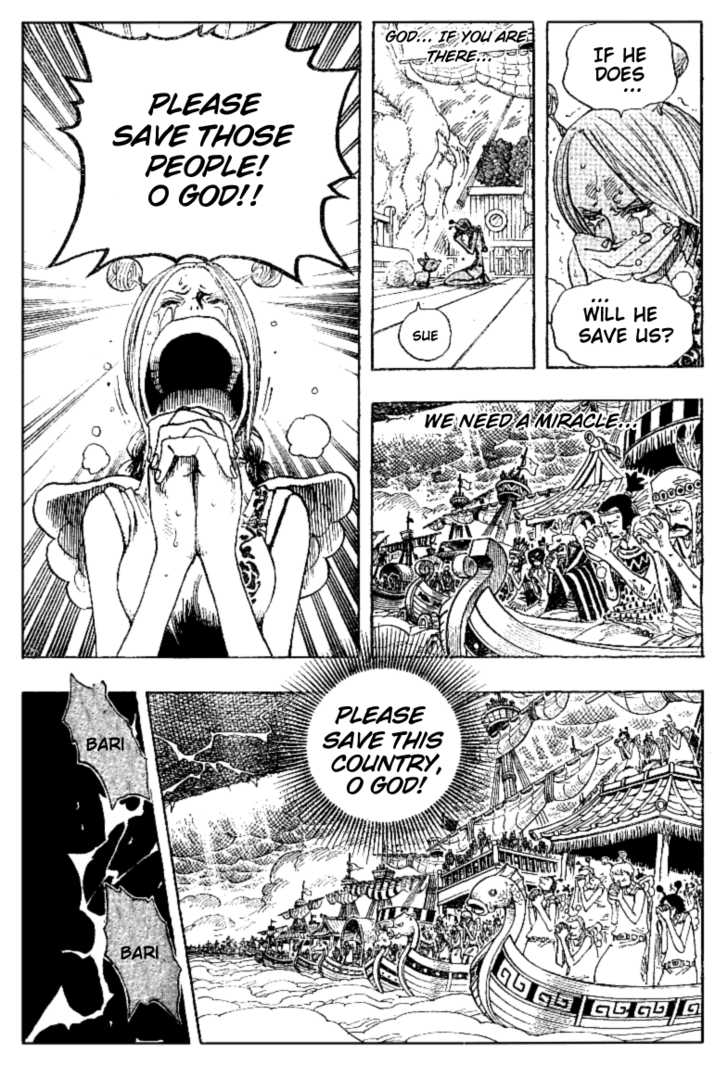 IF HE
DOES
...
...
WILL HE
SAVE US?
GOD... IF YOU ARE
THERE...
SUE
WE NEED A MIRACLE...
PLEASE
SAVE THOSE
PEOPLE!
O GOD!!
PLEASE
SAVE THIS
COUNTRY,
O GOD!
BARI
BARI